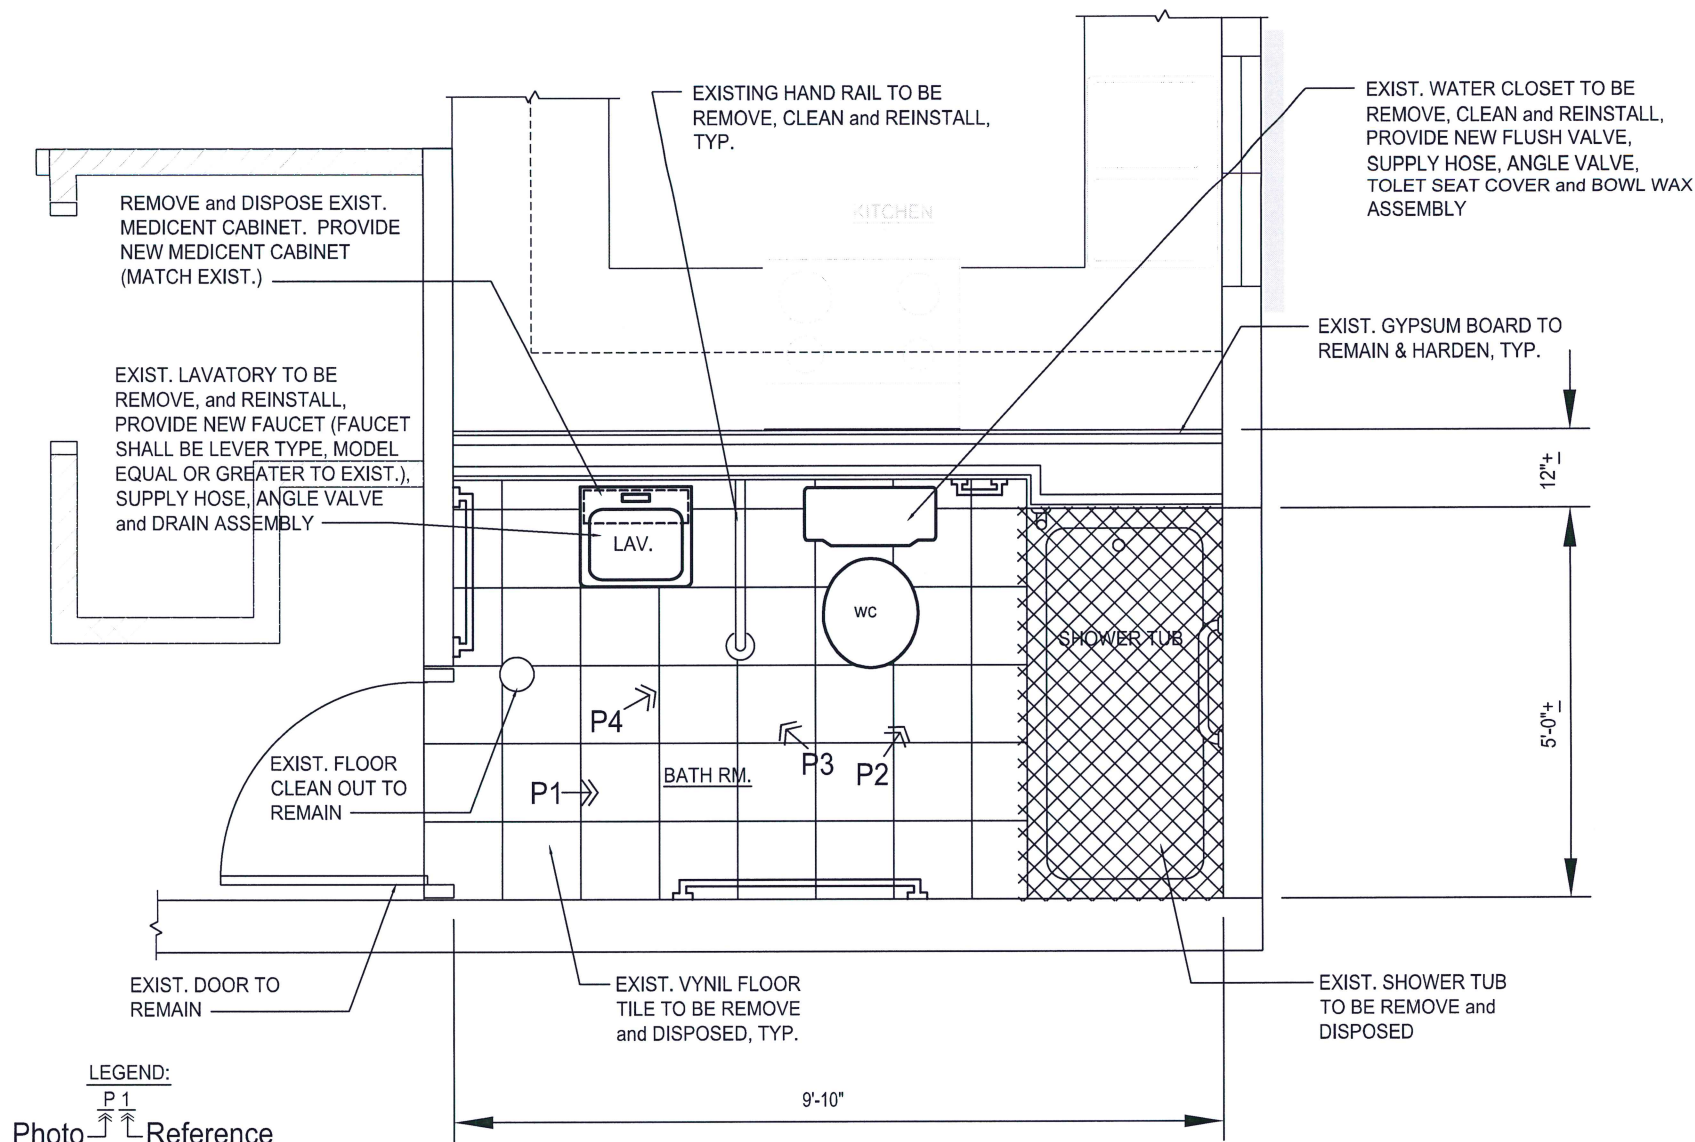 EXISTING HAND RAIL TO BE
REMOVE, CLEAN and REINSTALL,
TYP.
EXIST. WATER CLOSET TO BE
REMOVE, CLEAN and REINSTALL,
PROVIDE NEW FLUSH VALVE,
SUPPLY HOSE, ANGLE VALVE,
TOLET SEAT COVER and BOWL WAX
ASSEMBLY
REMOVE and DISPOSE EXIST.
MEDICENT CABINET. PROVIDE
NEW MEDICENT CABINET
(MATCH EXIST.)
KITCHEN
EXIST. GYPSUM BOARD TO
REMAIN & HARDEN, TYP.
EXIST. LAVATORY TO BE
REMOVE, and REINSTALL,
PROVIDE NEW FAUCET (FAUCET
SHALL BE LEVER TYPE, MODEL
EQUAL OR GREATER TO EXIST.),
SUPPLY HOSE, ANGLE VALVE
and DRAIN ASSEMBLY
12"±
LAV.
WC
SHOWER TUB
5'-0"±
P4
P3
P2
BATH RM.
P1
EXIST. FLOOR
CLEAN OUT TO
REMAIN
EXIST. DOOR TO
REMAIN
EXIST. VYNIL FLOOR
TILE TO BE REMOVE
and DISPOSED, TYP.
EXIST. SHOWER TUB
TO BE REMOVE and
DISPOSED
LEGEND:
P 1
Photo Reference
9'-10"